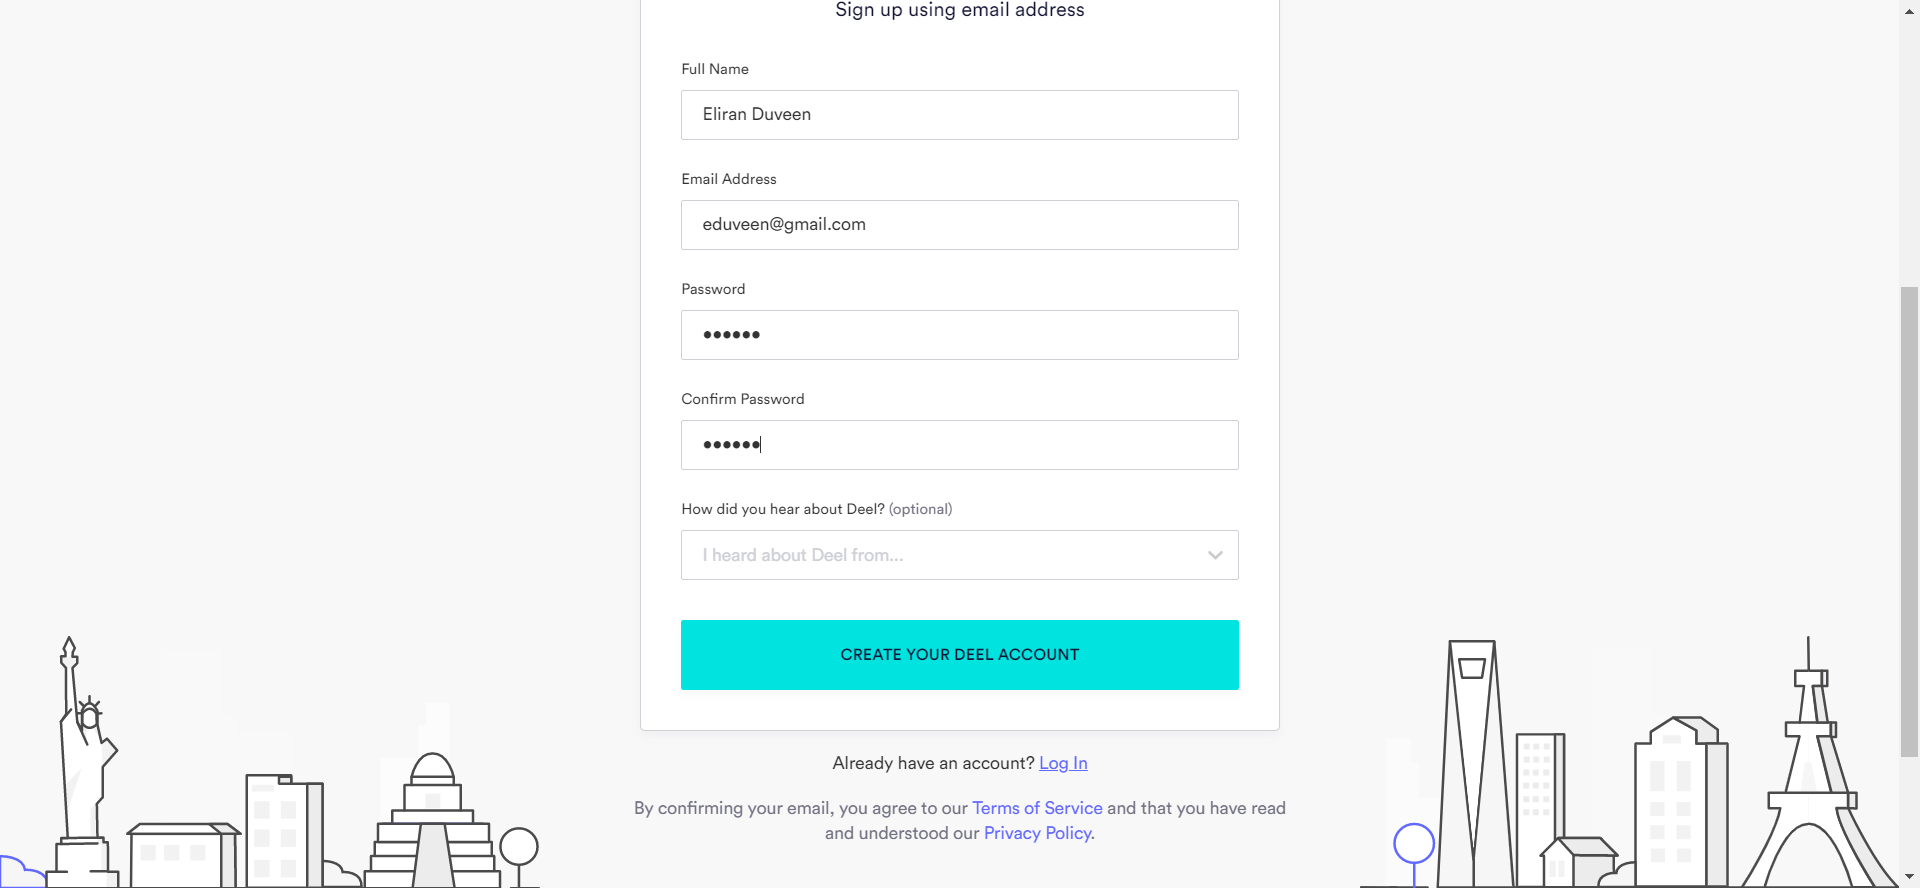 Sign up using email address
Full Name
Eliran Duveen
Email Address
eduveen@gmail.com
Password
••••••
Confirm Password
••••••
How did you hear about Deel? (optional)
I heard about Deel from...
CREATE YOUR DEEL ACCOUNT
Already have an account? Log In
By confirming your email, you agree to our Terms of Service and that you have read
and understood our Privacy Policy.